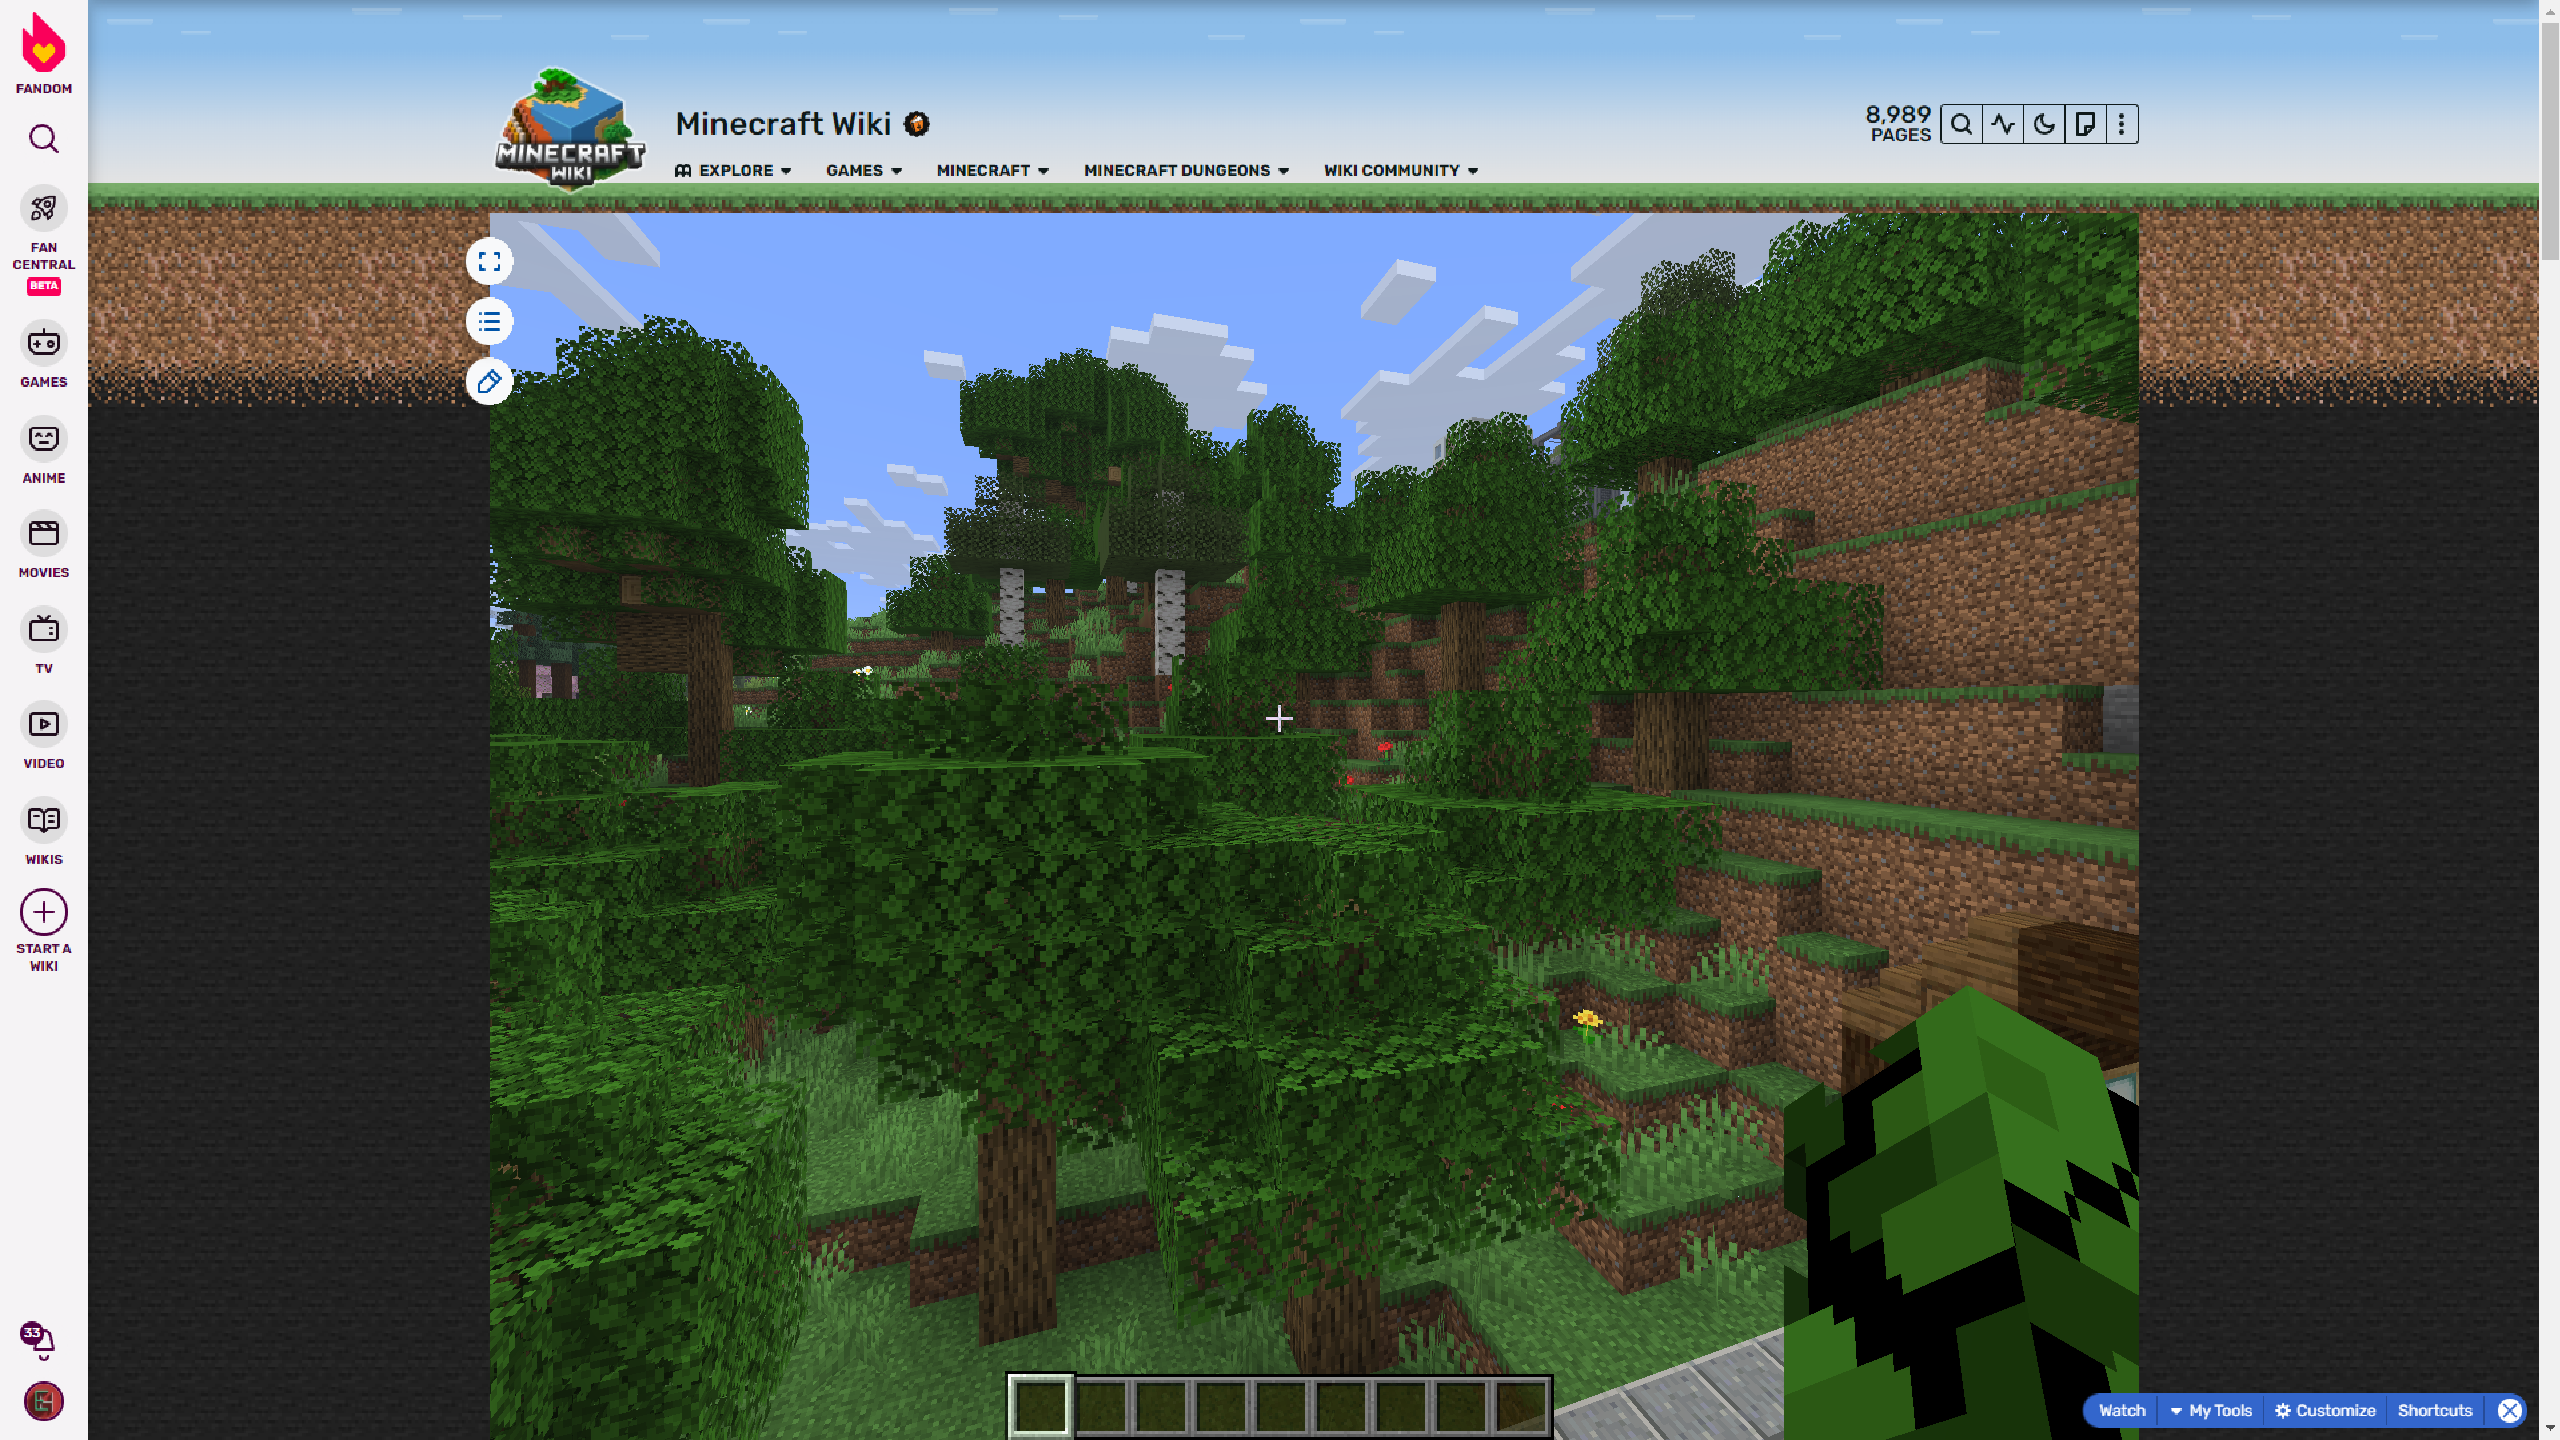 FANDOM
FAN
CENTRAL
BETA
GAMES
ANIME
MOVIES
TV
VIDEO
WIKIS
START A
WIKI
33
MINECRAFT
WIKI
Minecraft Wiki
EXPLORE
GAMES
MINECRAFT
MINECRAFT DUNGEONS
WIKI COMMUNITY
8,989
PAGES
Watch
My Tools
Customize
Shortcuts